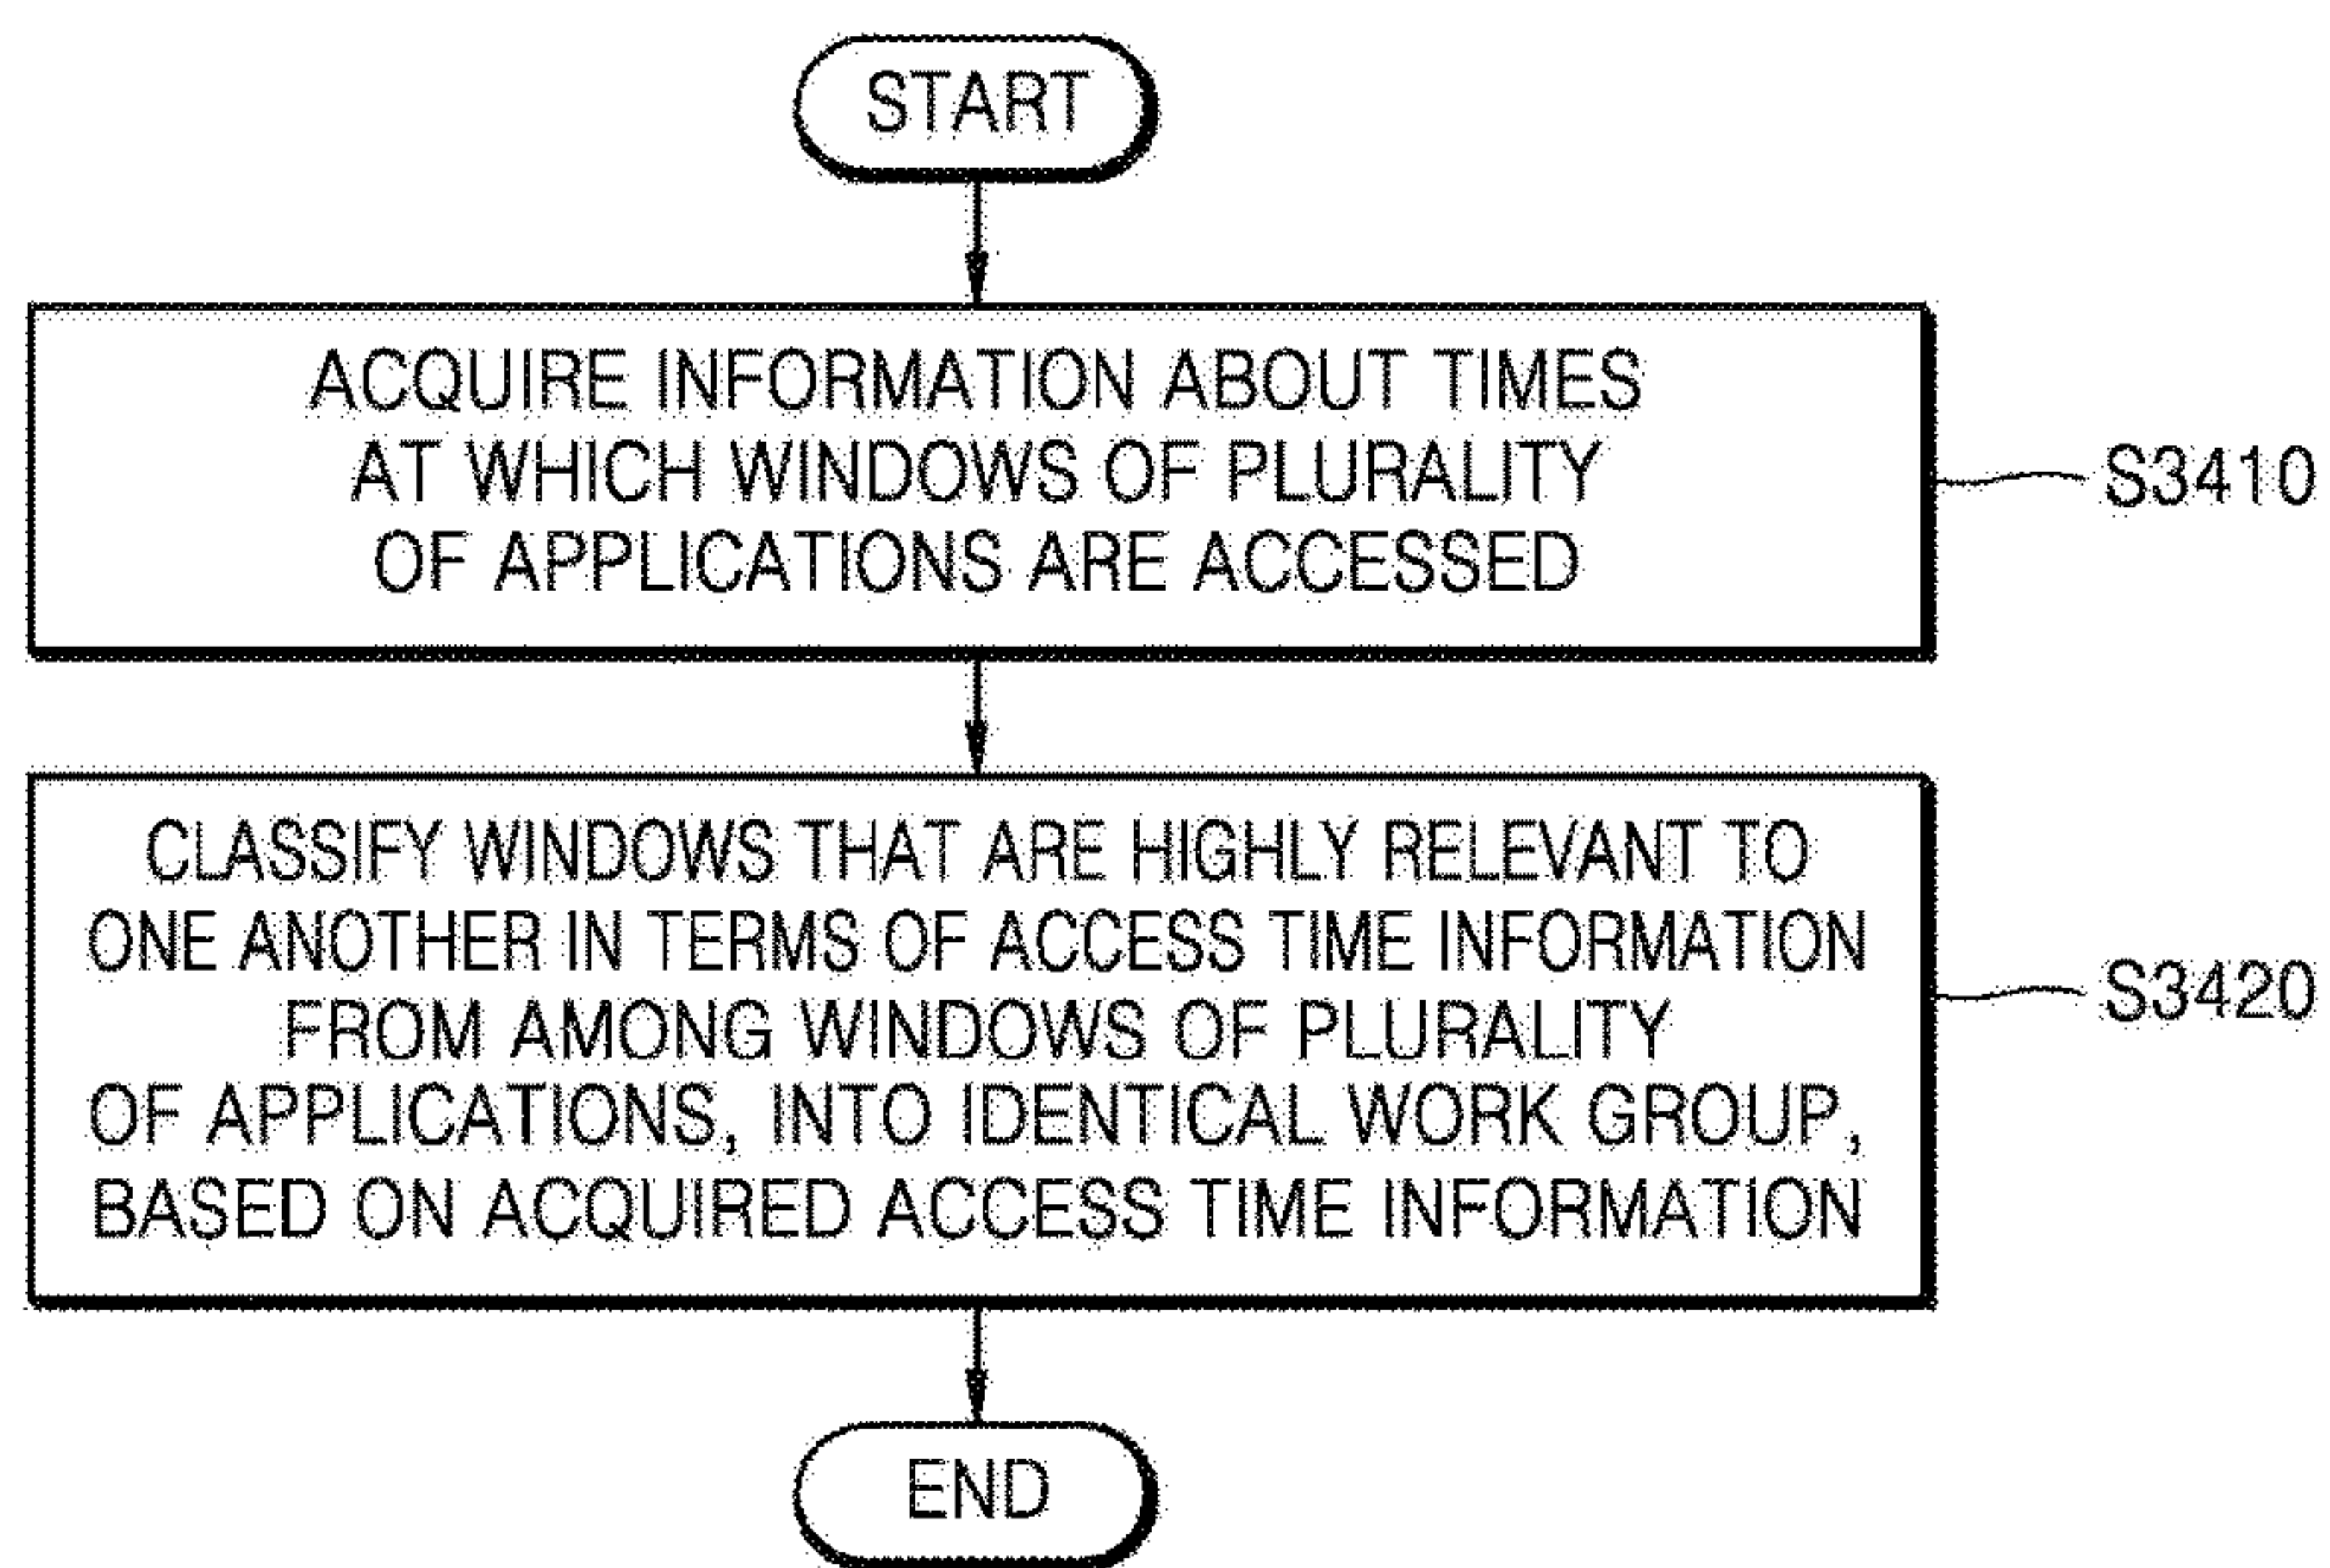 START
ACQUIRE INFORMATION ABOUT TIMES
AT WHICH WINDOWS OF PLURALITY
OF APPLICATIONS ARE ACCESSED
S3410
CLASSIFY WINDOWS THAT ARE HIGHLY RELEVANT TO
ONE ANOTHER IN TERMS OF ACCESS TIME INFORMATION
FROM AMONG WINDOWS OF PLURALITY
OF APPLICATIONS, INTO IDENTICAL WORK GROUP,
BASED ON ACQUIRED ACCESS TIME INFORMATION
S3420
END